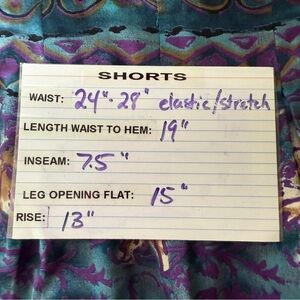 SHORTS
WAIST: 24"-28" elastic/stretch
LENGTH WAIST TO HEM: 19"
INSEAM: 7.5"
LEG OPENING FLAT: 15"
RISE: 13"